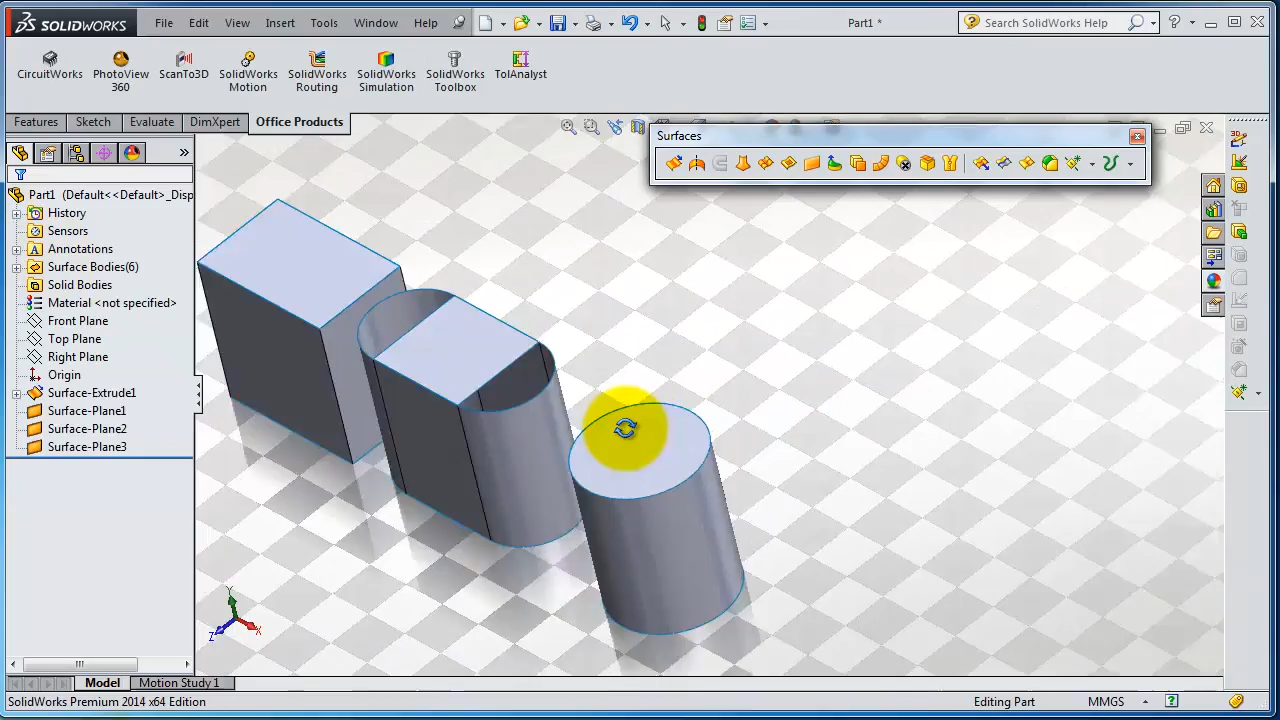 SOLIDWORKS File Edit View Insert Tools Window Help Part1 * Search SolidWorks Help ?
CircuitWorks PhotoView 360 ScanTo3D SolidWorks Motion SolidWorks Routing SolidWorks Simulation SolidWorks Toolbox TolAnalyst
Features Sketch Evaluate DimXpert Office Products
Surfaces
Part1 (Default<<Default>_Disp
History
Sensors
Annotations
Surface Bodies(6)
Solid Bodies
Material <not specified>
Front Plane
Top Plane
Right Plane
Origin
Surface-Extrude1
Surface-Plane1
Surface-Plane2
Surface-Plane3
Y
Z X
Model Motion Study 1
SolidWorks Premium 2014 x64 Edition Editing Part MMGS ?